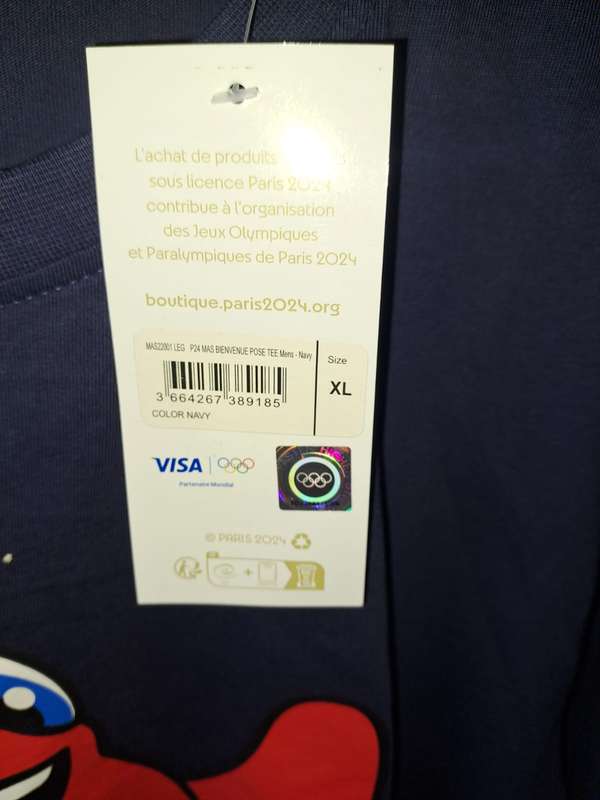 L'achat de produits
sous licence Paris 2024
contribue à l'organisation
des Jeux Olympiques
et Paralympiques de Paris 2024
boutique.paris2024.org
MAS22001 LEG · P24 MAS BIENVENUE POSE TEE Mens - Navy
Size
XL
3 664267 389185
COLOR NAVY
VISA
Partenaire Mondial
© PARIS 2024